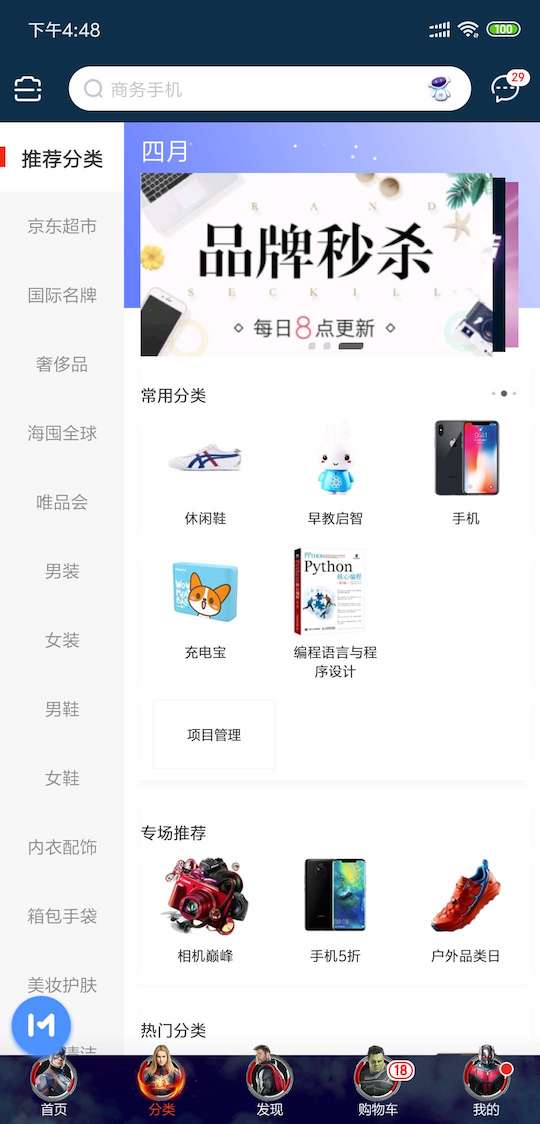 下午4:48
100
商务手机
29
推荐分类
京东超市
国际名牌
奢侈品
海囤全球
唯品会
男装
女装
男鞋
女鞋
内衣配饰
箱包手袋
美妆护肤
四月
BRAND
品牌秒杀
SECKILL
每日8点更新
常用分类
休闲鞋
早教启智
手机
充电宝
Python
核心编程
编程语言与程
序设计
项目管理
专场推荐
相机巅峰
手机5折
户外品类日
热门分类
首页
分类
发现
18
购物车
我的